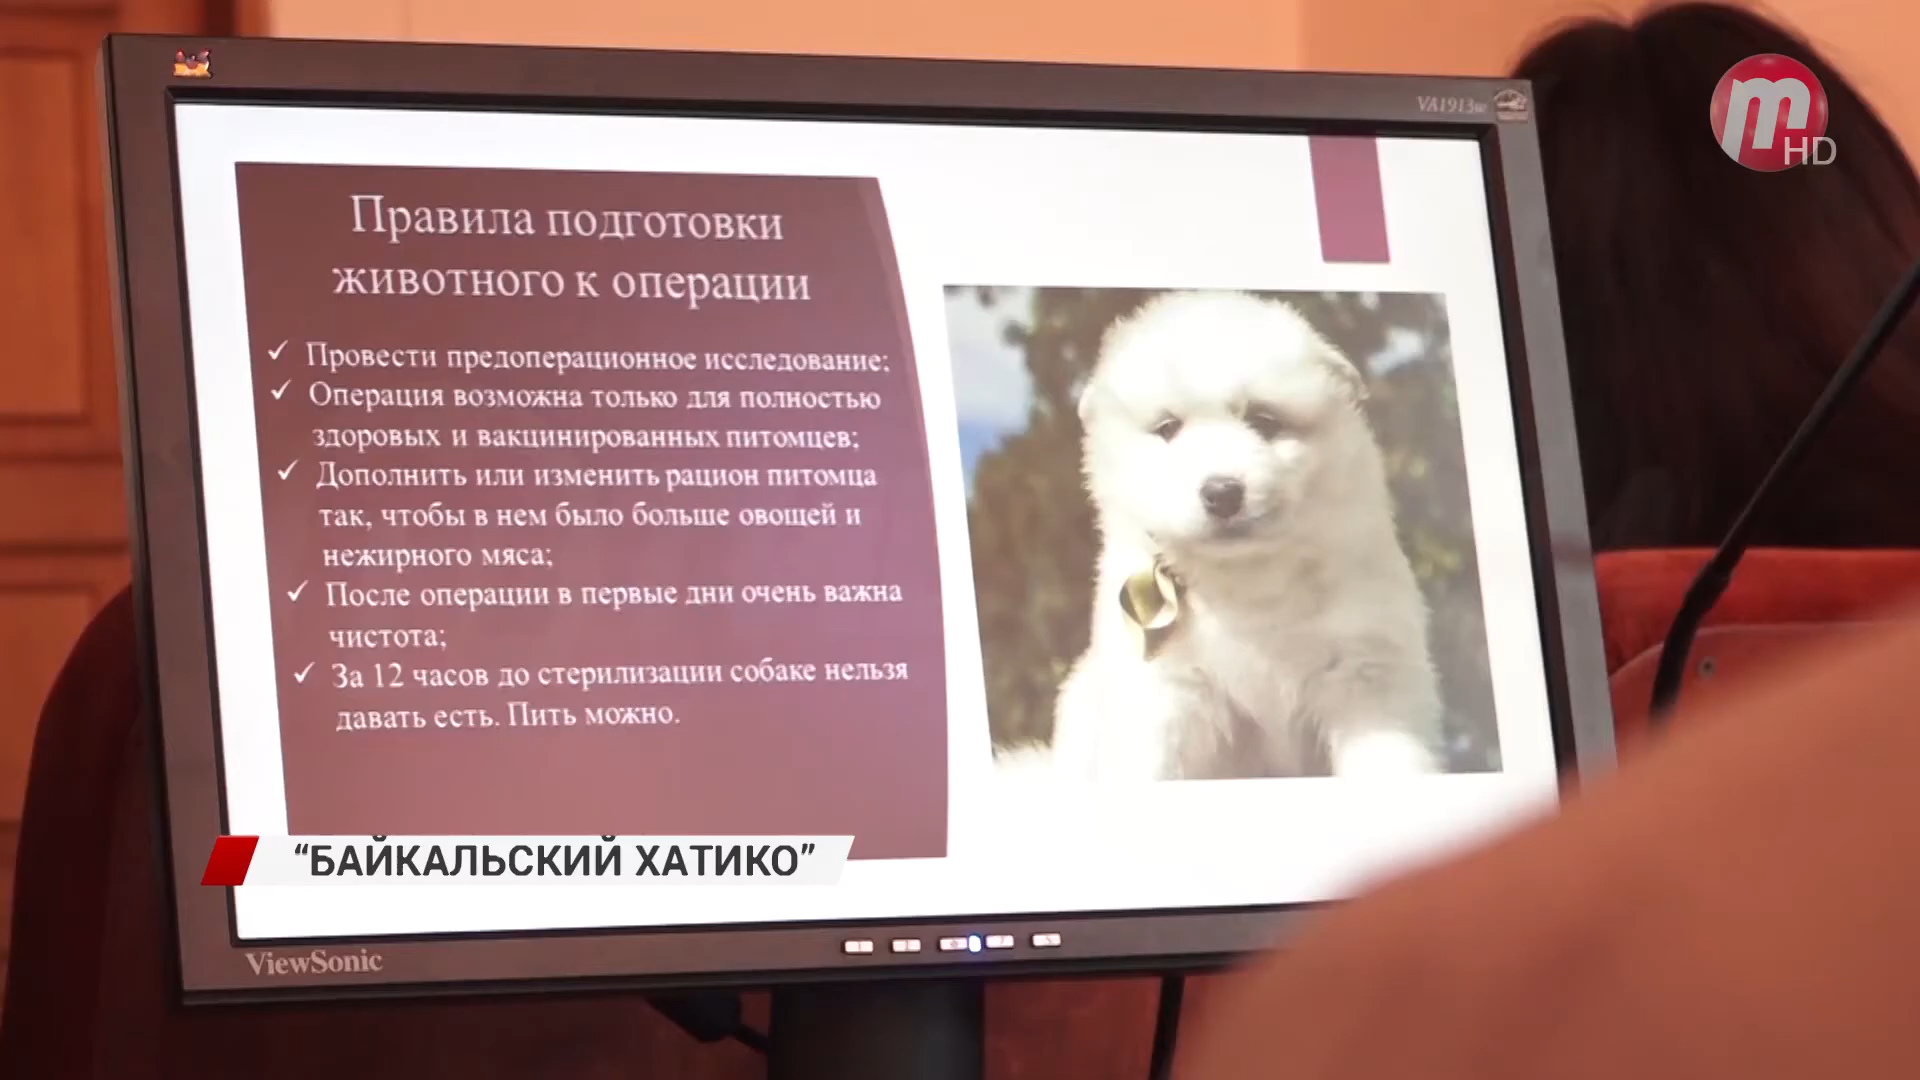 VA1913w
m
HD
Правила подготовки
животного к операции
✓ Провести предоперационное исследование;
✓ Операция возможна только для полностью
здоровых и вакцинированных питомцев;
✓ Дополнить или изменить рацион питомца
так, чтобы в нем было больше овощей и
нежирного мяса;
✓ После операции в первые дни очень важна
чистота;
✓ За 12 часов до стерилизации собаке нельзя
давать есть. Пить можно.
“БАЙКАЛЬСКИЙ ХАТИКО”
ViewSonic